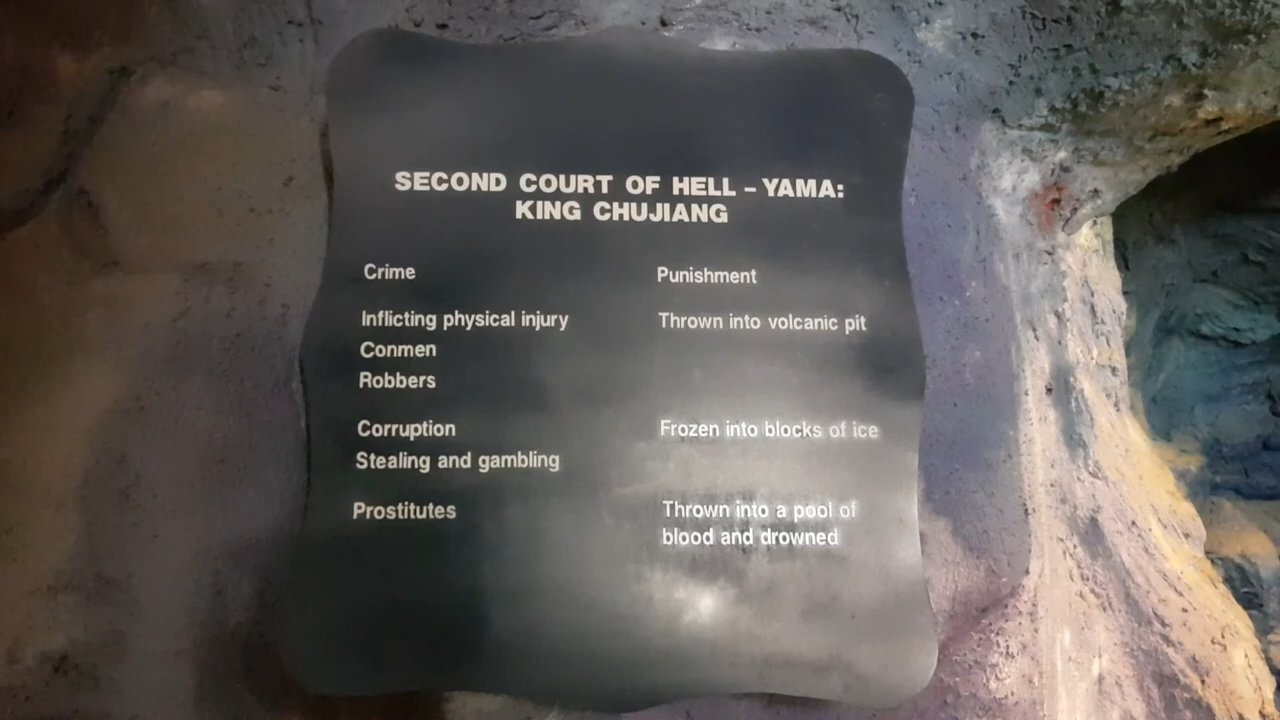 SECOND COURT OF HELL – YAMA:
KING CHUJIANG
Crime Punishment
Inflicting physical injury Thrown into volcanic pit
Conmen
Robbers
Corruption Frozen into blocks of ice
Stealing and gambling
Prostitutes Thrown into a pool of
blood and drowned